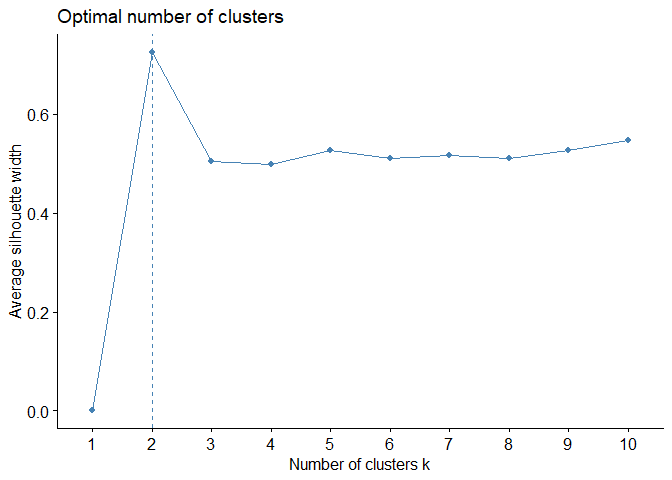 Optimal number of clusters
Average silhouette width
0.6
0.4
0.2
0.0
1 2 3 4 5 6 7 8 9 10
Number of clusters k